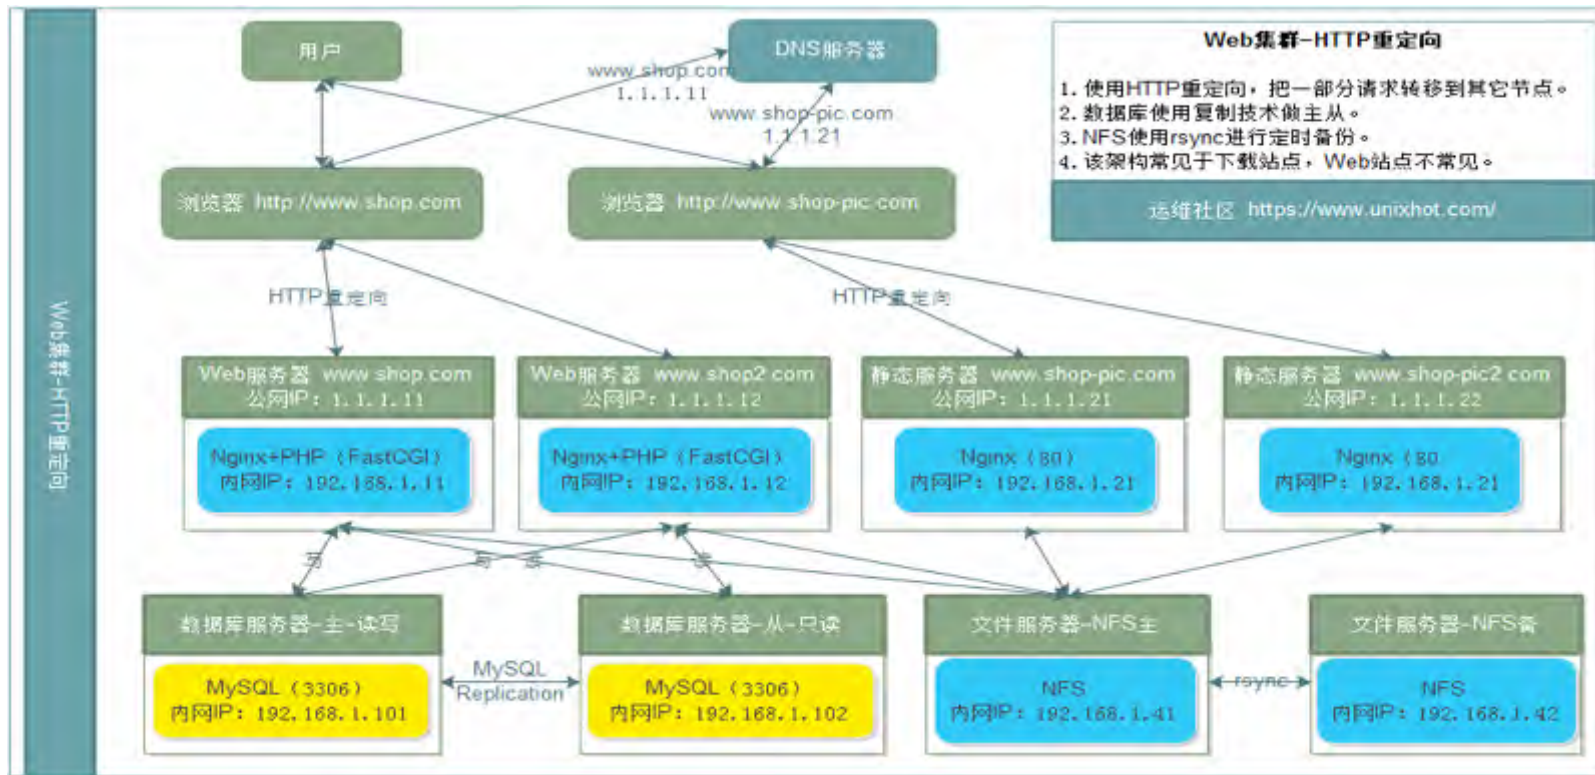 Web集群-HTTP重定向
用户
DNS服务器
www.shop.com
1.1.1.11
www.shop-pic.com
1.1.1.21
Web集群-HTTP重定向
1. 使用HTTP重定向，把一部分请求转移到其它节点。
2. 数据库使用复制技术做主从。
3. NFS使用rsync进行定时备份。
4. 该架构常见于下载站点，Web站点不常见。
运维社区 https://www.unixhot.com/
浏览器 http://www.shop.com
浏览器 http://www.shop-pic.com
HTTP重定向
HTTP重定向
Web服务器 www.shop.com
公网IP：1.1.1.11
Nginx+PHP（FastCGI）
内网IP：192.168.1.11
Web服务器 www.shop2.com
公网IP：1.1.1.12
Nginx+PHP（FastCGI）
内网IP：192.168.1.12
静态服务器 www.shop-pic.com
公网IP：1.1.1.21
Nginx（80）
内网IP：192.168.1.21
静态服务器 www.shop-pic2.com
公网IP：1.1.1.22
Nginx（80
内网IP：192.168.1.21
写
数据库服务器-主-读写
MySQL（3306）
内网IP：192.168.1.101
MySQL
Replication
数据库服务器-从-只读
MySQL（3306）
内网IP：192.168.1.102
文件服务器-NFS主
NFS
内网IP：192.168.1.41
rsync
文件服务器-NFS备
NFS
内网IP：192.168.1.42